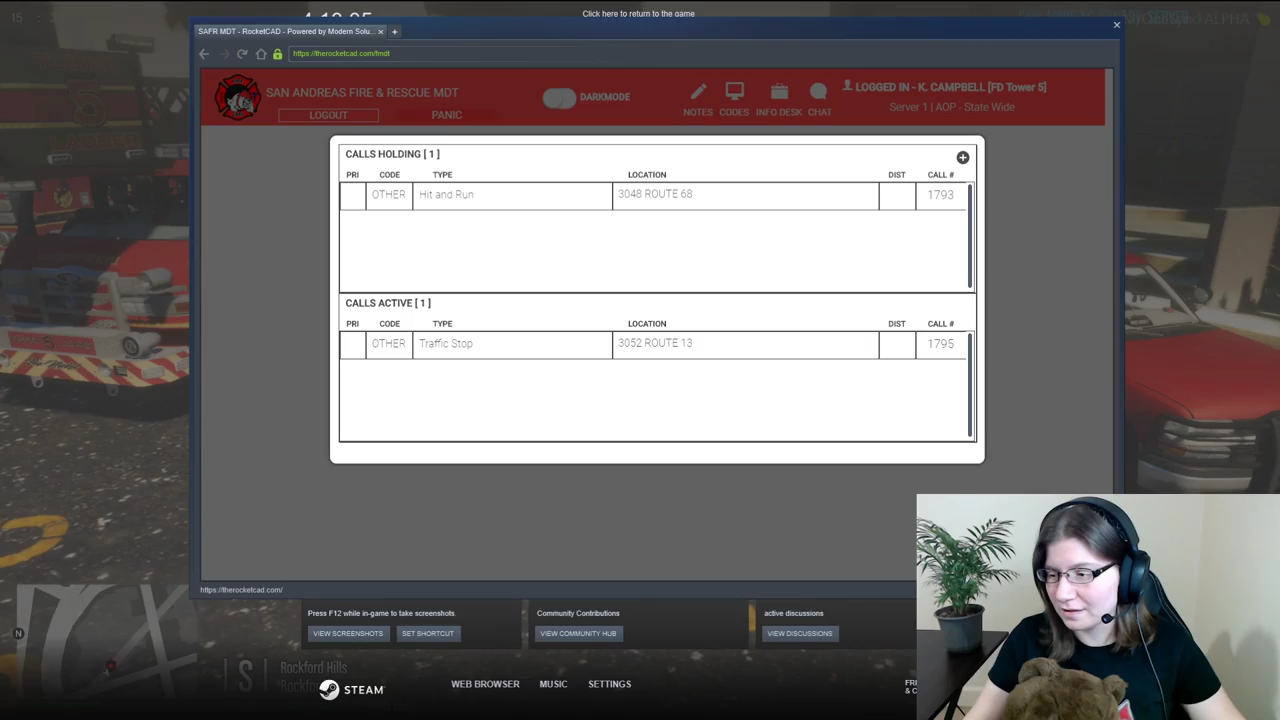 Click here to return to the game
SAFR MDT - RocketCAD - Powered by Modern Solu...
https://therocketcad.com/fmdt
SAN ANDREAS FIRE & RESCUE MDT
LOGOUT
PANIC
DARKMODE
NOTES
CODES
INFO DESK
CHAT
LOGGED IN - K. CAMPBELL [FD Tower 5]
Server 1 | AOP - State Wide
CALLS HOLDING [ 1 ]
PRI CODE TYPE LOCATION DIST CALL #
OTHER Hit and Run 3048 ROUTE 68 1793
CALLS ACTIVE [ 1 ]
PRI CODE TYPE LOCATION DIST CALL #
OTHER Traffic Stop 3052 ROUTE 13 1795
https://therocketcad.com/
Press F12 while in-game to take screenshots.
VIEW SCREENSHOTS
SET SHORTCUT
Community Contributions
VIEW COMMUNITY HUB
active discussions
VIEW DISCUSSIONS
N
S
Rockford Hills
STEAM
WEB BROWSER
MUSIC
SETTINGS